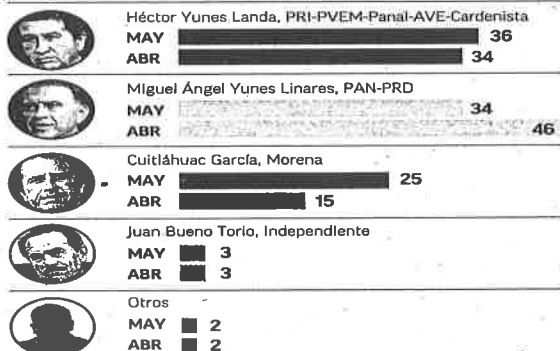 Héctor Yunes Landa, PRI-PVEM-Panal-AVE-Cardenista
MAY 36
ABR 34
Miguel Ángel Yunes Linares, PAN-PRD
MAY 34
ABR 46
Cuitláhuac García, Morena
MAY 25
ABR 15
Juan Bueno Torio, Independiente
MAY 3
ABR 3
Otros
MAY 2
ABR 2